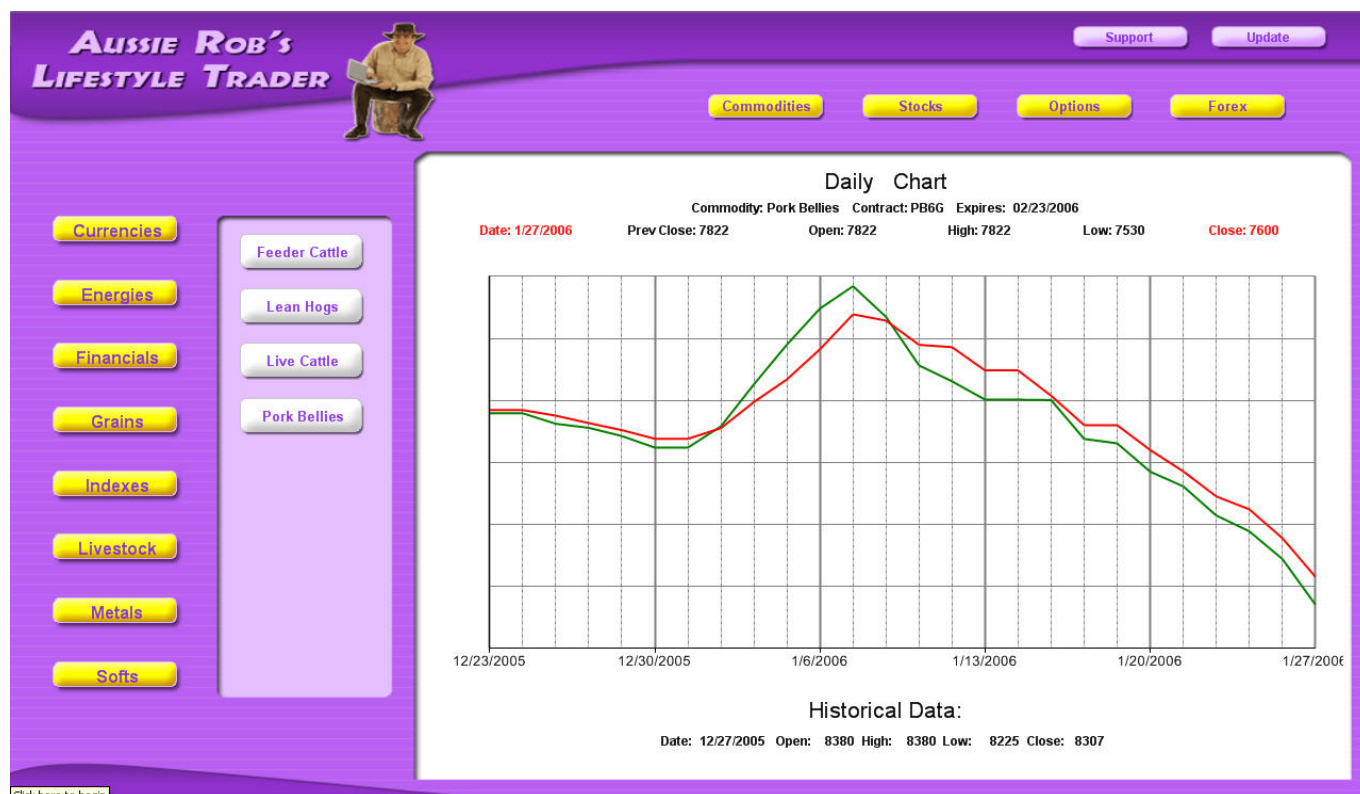 AUSSIE ROB'S
LIFESTYLE TRADER
Support Update
Commodities Stocks Options Forex
Currencies
Energies
Financials
Grains
Indexes
Livestock
Metals
Softs
Feeder Cattle
Lean Hogs
Live Cattle
Pork Bellies
Daily Chart
Commodity: Pork Bellies Contract: PB6G Expires: 02/23/2006
Date: 1/27/2006 Prev Close: 7822 Open: 7822 High: 7822 Low: 7530 Close: 7600
12/23/2005 12/30/2005 1/6/2006 1/13/2006 1/20/2006 1/27/2006
Historical Data:
Date: 12/27/2005 Open: 8380 High: 8380 Low: 8225 Close: 8307
Click here to begin